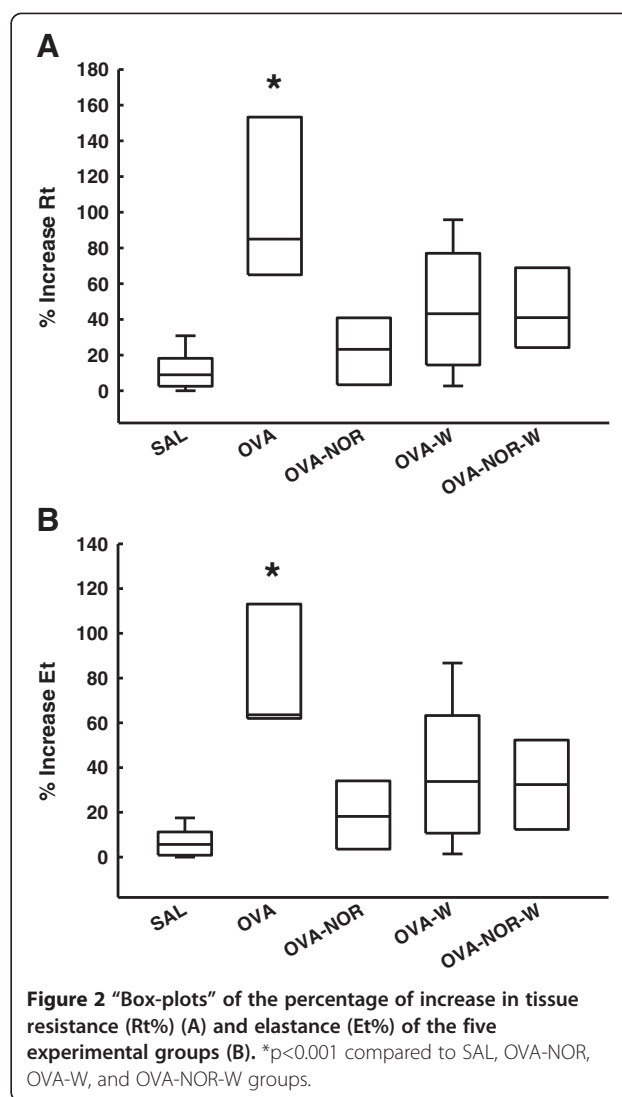 A
180
160
140
120
100
80
60
40
20
0
% Increase Rt
*
SAL
OVA
OVA-NOR
OVA-W
OVA-NOR-W
B
140
120
100
80
60
40
20
0
% Increase Et
*
SAL
OVA
OVA-NOR
OVA-W
OVA-NOR-W
Figure 2 “Box-plots” of the percentage of increase in tissue
resistance (Rt%) (A) and elastance (Et%) of the five
experimental groups (B). *p<0.001 compared to SAL, OVA-NOR,
OVA-W, and OVA-NOR-W groups.